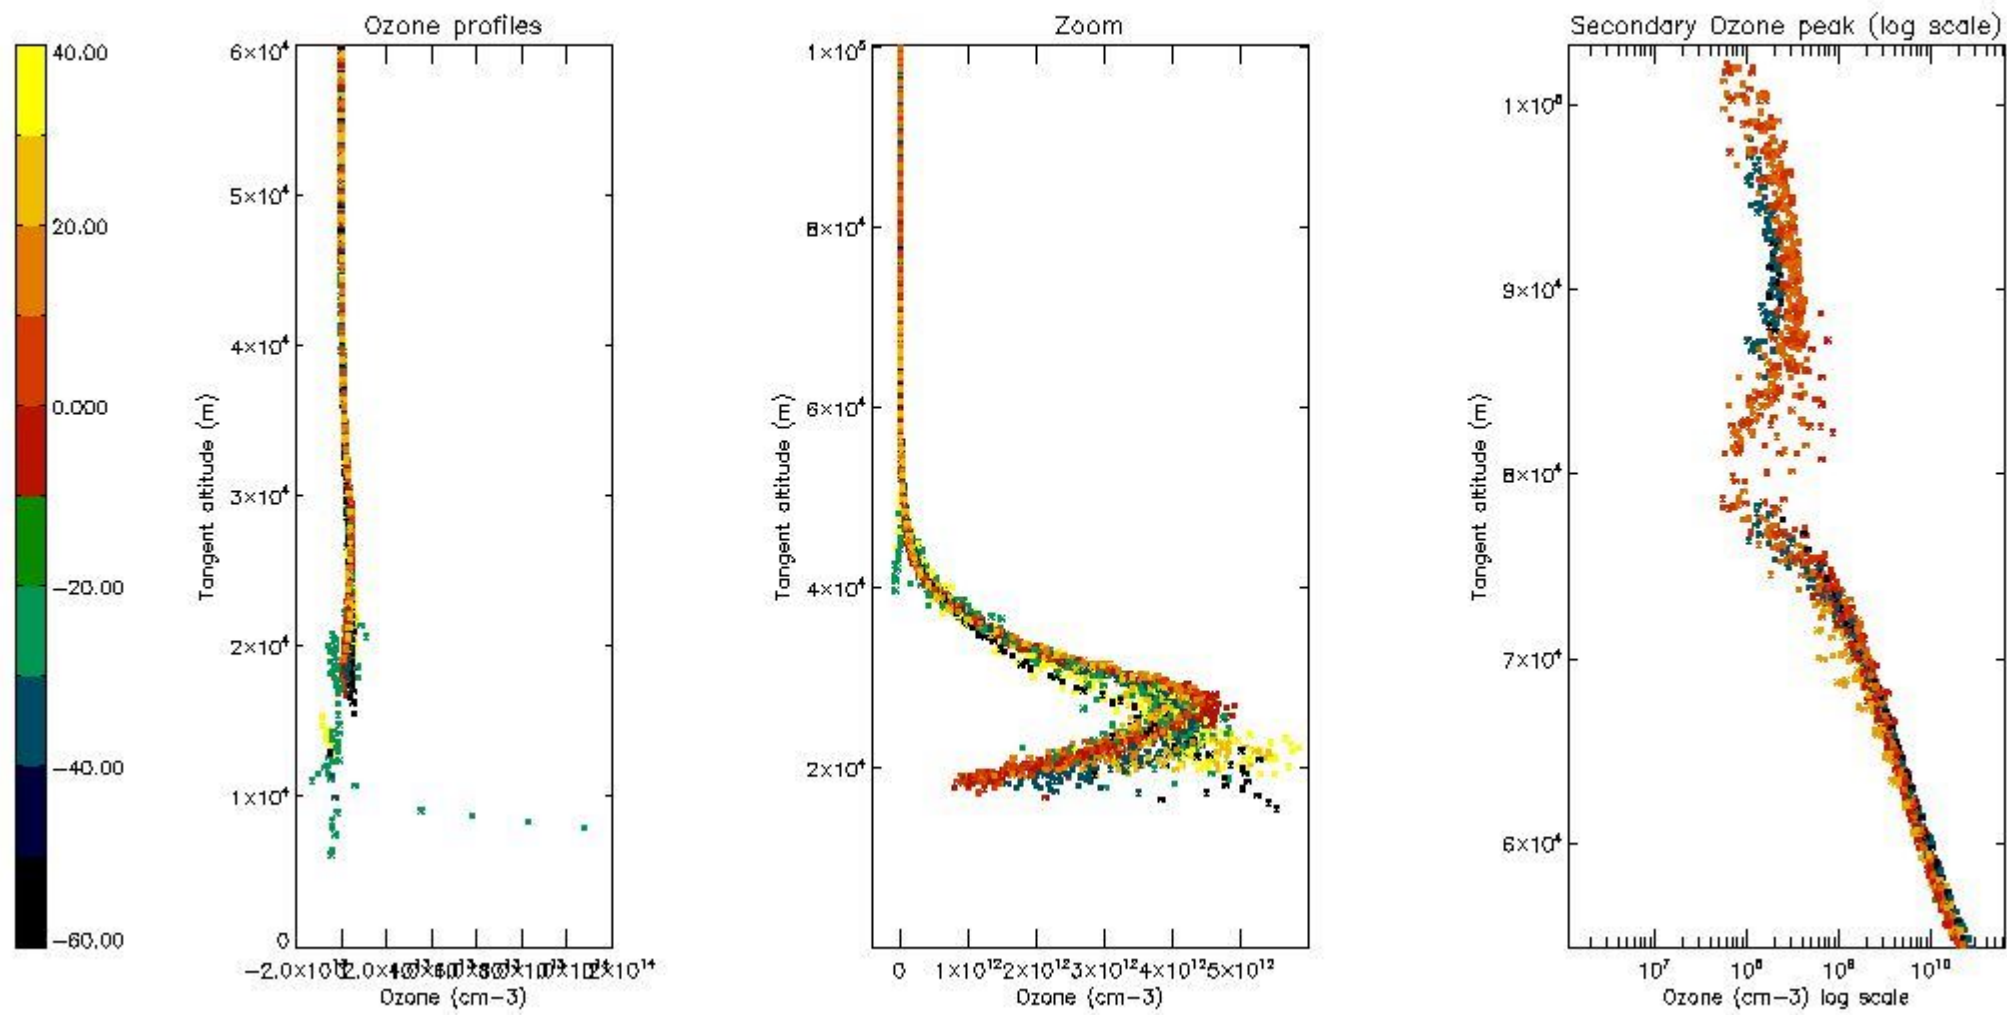 Ozone profiles
Zoom
Secondary Ozone peak (log scale)
40.00
20.00
0.000
−20.00
−40.00
−60.00
6×10⁴
5×10⁴
4×10⁴
3×10⁴
2×10⁴
1×10⁴
0
Tangent altitude (m)
Ozone (cm−3)
1×10⁵
8×10⁴
6×10⁴
4×10⁴
2×10⁴
Tangent altitude (m)
0 1×10¹² 2×10¹² 3×10¹² 4×10¹² 5×10¹²
Ozone (cm−3)
9×10⁴
8×10⁴
7×10⁴
6×10⁴
Tangent altitude (m)
10⁷ 10⁸ 10⁹ 10¹⁰
Ozone (cm−3) log scale